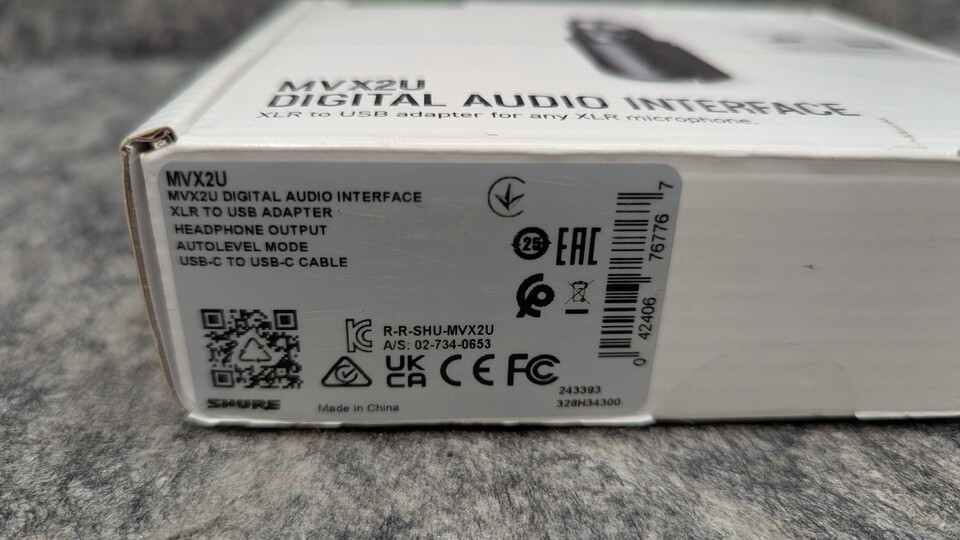 MVX2U
DIGITAL AUDIO INTERFACE
XLR to USB adapter for any XLR microphone.
MVX2U
MVX2U DIGITAL AUDIO INTERFACE
XLR TO USB ADAPTER
HEADPHONE OUTPUT
AUTOLEVEL MODE
USB-C TO USB-C CABLE
25 EAC
R-R-SHU-MVX2U
A/S: 02-734-0653
UK
CA CE FC
SHURE
Made in China
243393
328H34300
0 42406 76776 7